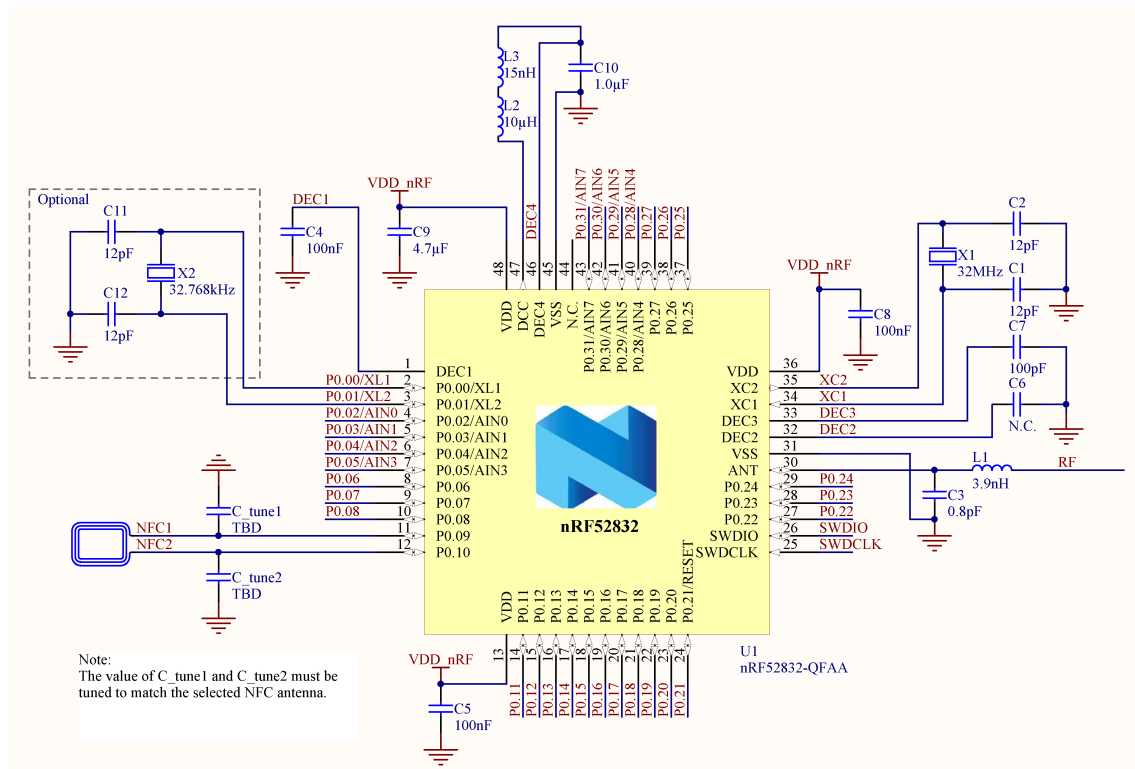 L3
15nH
L2
10µH
C10
1.0µF
DEC4
P0.31/AIN7
P0.30/AIN6
P0.29/AIN5
P0.28/AIN4
P0.27
P0.26
P0.25
Optional
C11
12pF
X2
32.768kHz
C12
12pF
DEC1
C4
100nF
VDD_nRF
C9
4.7µF
VDD_nRF
C8
100nF
C2
12pF
X1
32MHz
C1
12pF
C7
100pF
C6
N.C.
48
47
46
45
44
43
42
41
40
39
38
37
VDD
DCC
DEC4
VSS
N.C.
P0.31/AIN7
P0.30/AIN6
P0.29/AIN5
P0.28/AIN4
P0.27
P0.26
P0.25
1 DEC1
P0.00/XL1 2 P0.00/XL1
P0.01/XL2 3 P0.01/XL2
P0.02/AIN0 4 P0.02/AIN0
P0.03/AIN1 5 P0.03/AIN1
P0.04/AIN2 6 P0.04/AIN2
P0.05/AIN3 7 P0.05/AIN3
P0.06 8 P0.06
P0.07 9 P0.07
P0.08 10 P0.08
NFC1 11 P0.09
NFC2 12 P0.10
VDD 36
XC2 35 XC2
XC1 34 XC1
DEC3 33 DEC3
DEC2 32 DEC2
VSS 31
ANT 30
P0.24 29 P0.24
P0.23 28 P0.23
P0.22 27 P0.22
SWDIO 26 SWDIO
SWDCLK 25 SWDCLK
L1
3.9nH
RF
C3
0.8pF
nRF52832
C_tune1
TBD
C_tune2
TBD
VDD
P0.11
P0.12
P0.13
P0.14
P0.15
P0.16
P0.17
P0.18
P0.19
P0.20
P0.21/RESET
13
14
15
16
17
18
19
20
21
22
23
24
P0.11
P0.12
P0.13
P0.14
P0.15
P0.16
P0.17
P0.18
P0.19
P0.20
P0.21
U1
nRF52832-QFAA
VDD_nRF
C5
100nF
Note:
The value of C_tune1 and C_tune2 must be
tuned to match the selected NFC antenna.